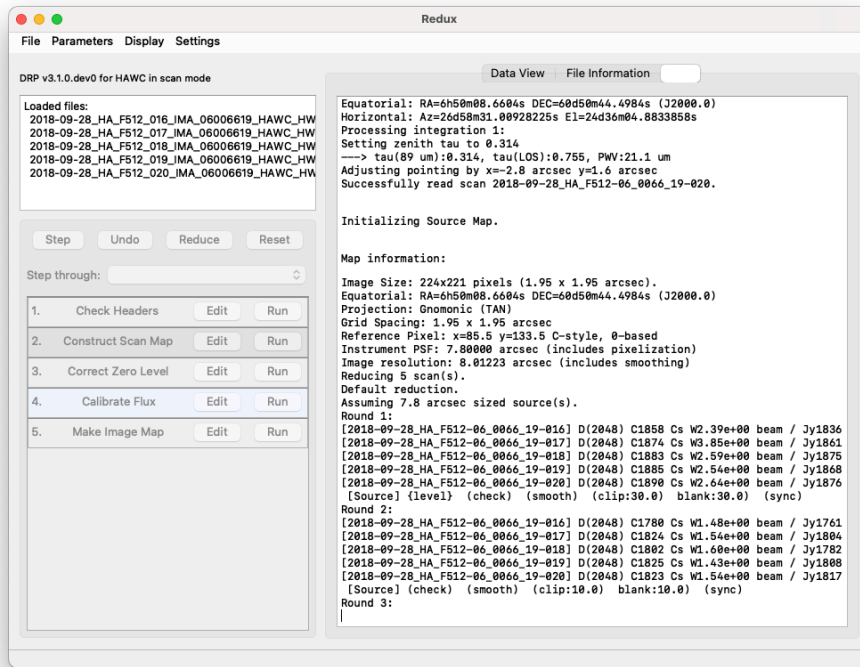 Redux
File Parameters Display Settings
DRP v3.1.0.dev0 for HAWC in scan mode
Loaded files:
2018-09-28_HA_F512_016_IMA_06006619_HAWC_HW
2018-09-28_HA_F512_017_IMA_06006619_HAWC_HW
2018-09-28_HA_F512_018_IMA_06006619_HAWC_HW
2018-09-28_HA_F512_019_IMA_06006619_HAWC_HW
2018-09-28_HA_F512_020_IMA_06006619_HAWC_HW
Step Undo Reduce Reset
Step through:
1. Check Headers Edit Run
2. Construct Scan Map Edit Run
3. Correct Zero Level Edit Run
4. Calibrate Flux Edit Run
5. Make Image Map Edit Run
Data View File Information
Equatorial: RA=6h50m08.6604s DEC=60d50m44.4984s (J2000.0)
Horizontal: Az=26d58m31.00928225s El=24d36m04.8833858s
Processing integration 1:
Setting zenith tau to 0.314
---> tau(89 um):0.314, tau(LOS):0.755, PWV:21.1 um
Adjusting pointing by x=-2.8 arcsec y=1.6 arcsec
Successfully read scan 2018-09-28_HA_F512-06_0066_19-020.
Initializing Source Map.
Map information:
Image Size: 224x221 pixels (1.95 x 1.95 arcsec).
Equatorial: RA=6h50m08.6604s DEC=60d50m44.4984s (J2000.0)
Projection: Gnomonic (TAN)
Grid Spacing: 1.95 x 1.95 arcsec
Reference Pixel: x=85.5 y=133.5 C-style, 0-based
Instrument PSF: 7.80000 arcsec (includes pixelization)
Image resolution: 8.01223 arcsec (includes smoothing)
Reducing 5 scan(s).
Default reduction.
Assuming 7.8 arcsec sized source(s).
Round 1:
[2018-09-28_HA_F512-06_0066_19-016] D(2048) C1858 Cs W2.39e+00 beam / Jy1836
[2018-09-28_HA_F512-06_0066_19-017] D(2048) C1874 Cs W3.85e+00 beam / Jy1861
[2018-09-28_HA_F512-06_0066_19-018] D(2048) C1883 Cs W2.59e+00 beam / Jy1875
[2018-09-28_HA_F512-06_0066_19-019] D(2048) C1885 Cs W2.54e+00 beam / Jy1868
[2018-09-28_HA_F512-06_0066_19-020] D(2048) C1890 Cs W2.64e+00 beam / Jy1876
[Source] {level} (check) (smooth) (clip:30.0) blank:30.0) (sync)
Round 2:
[2018-09-28_HA_F512-06_0066_19-016] D(2048) C1780 Cs W1.48e+00 beam / Jy1761
[2018-09-28_HA_F512-06_0066_19-017] D(2048) C1824 Cs W1.54e+00 beam / Jy1804
[2018-09-28_HA_F512-06_0066_19-018] D(2048) C1802 Cs W1.60e+00 beam / Jy1782
[2018-09-28_HA_F512-06_0066_19-019] D(2048) C1825 Cs W1.43e+00 beam / Jy1808
[2018-09-28_HA_F512-06_0066_19-020] D(2048) C1823 Cs W1.54e+00 beam / Jy1817
[Source] (check) (smooth) (clip:10.0) blank:10.0) (sync)
Round 3: